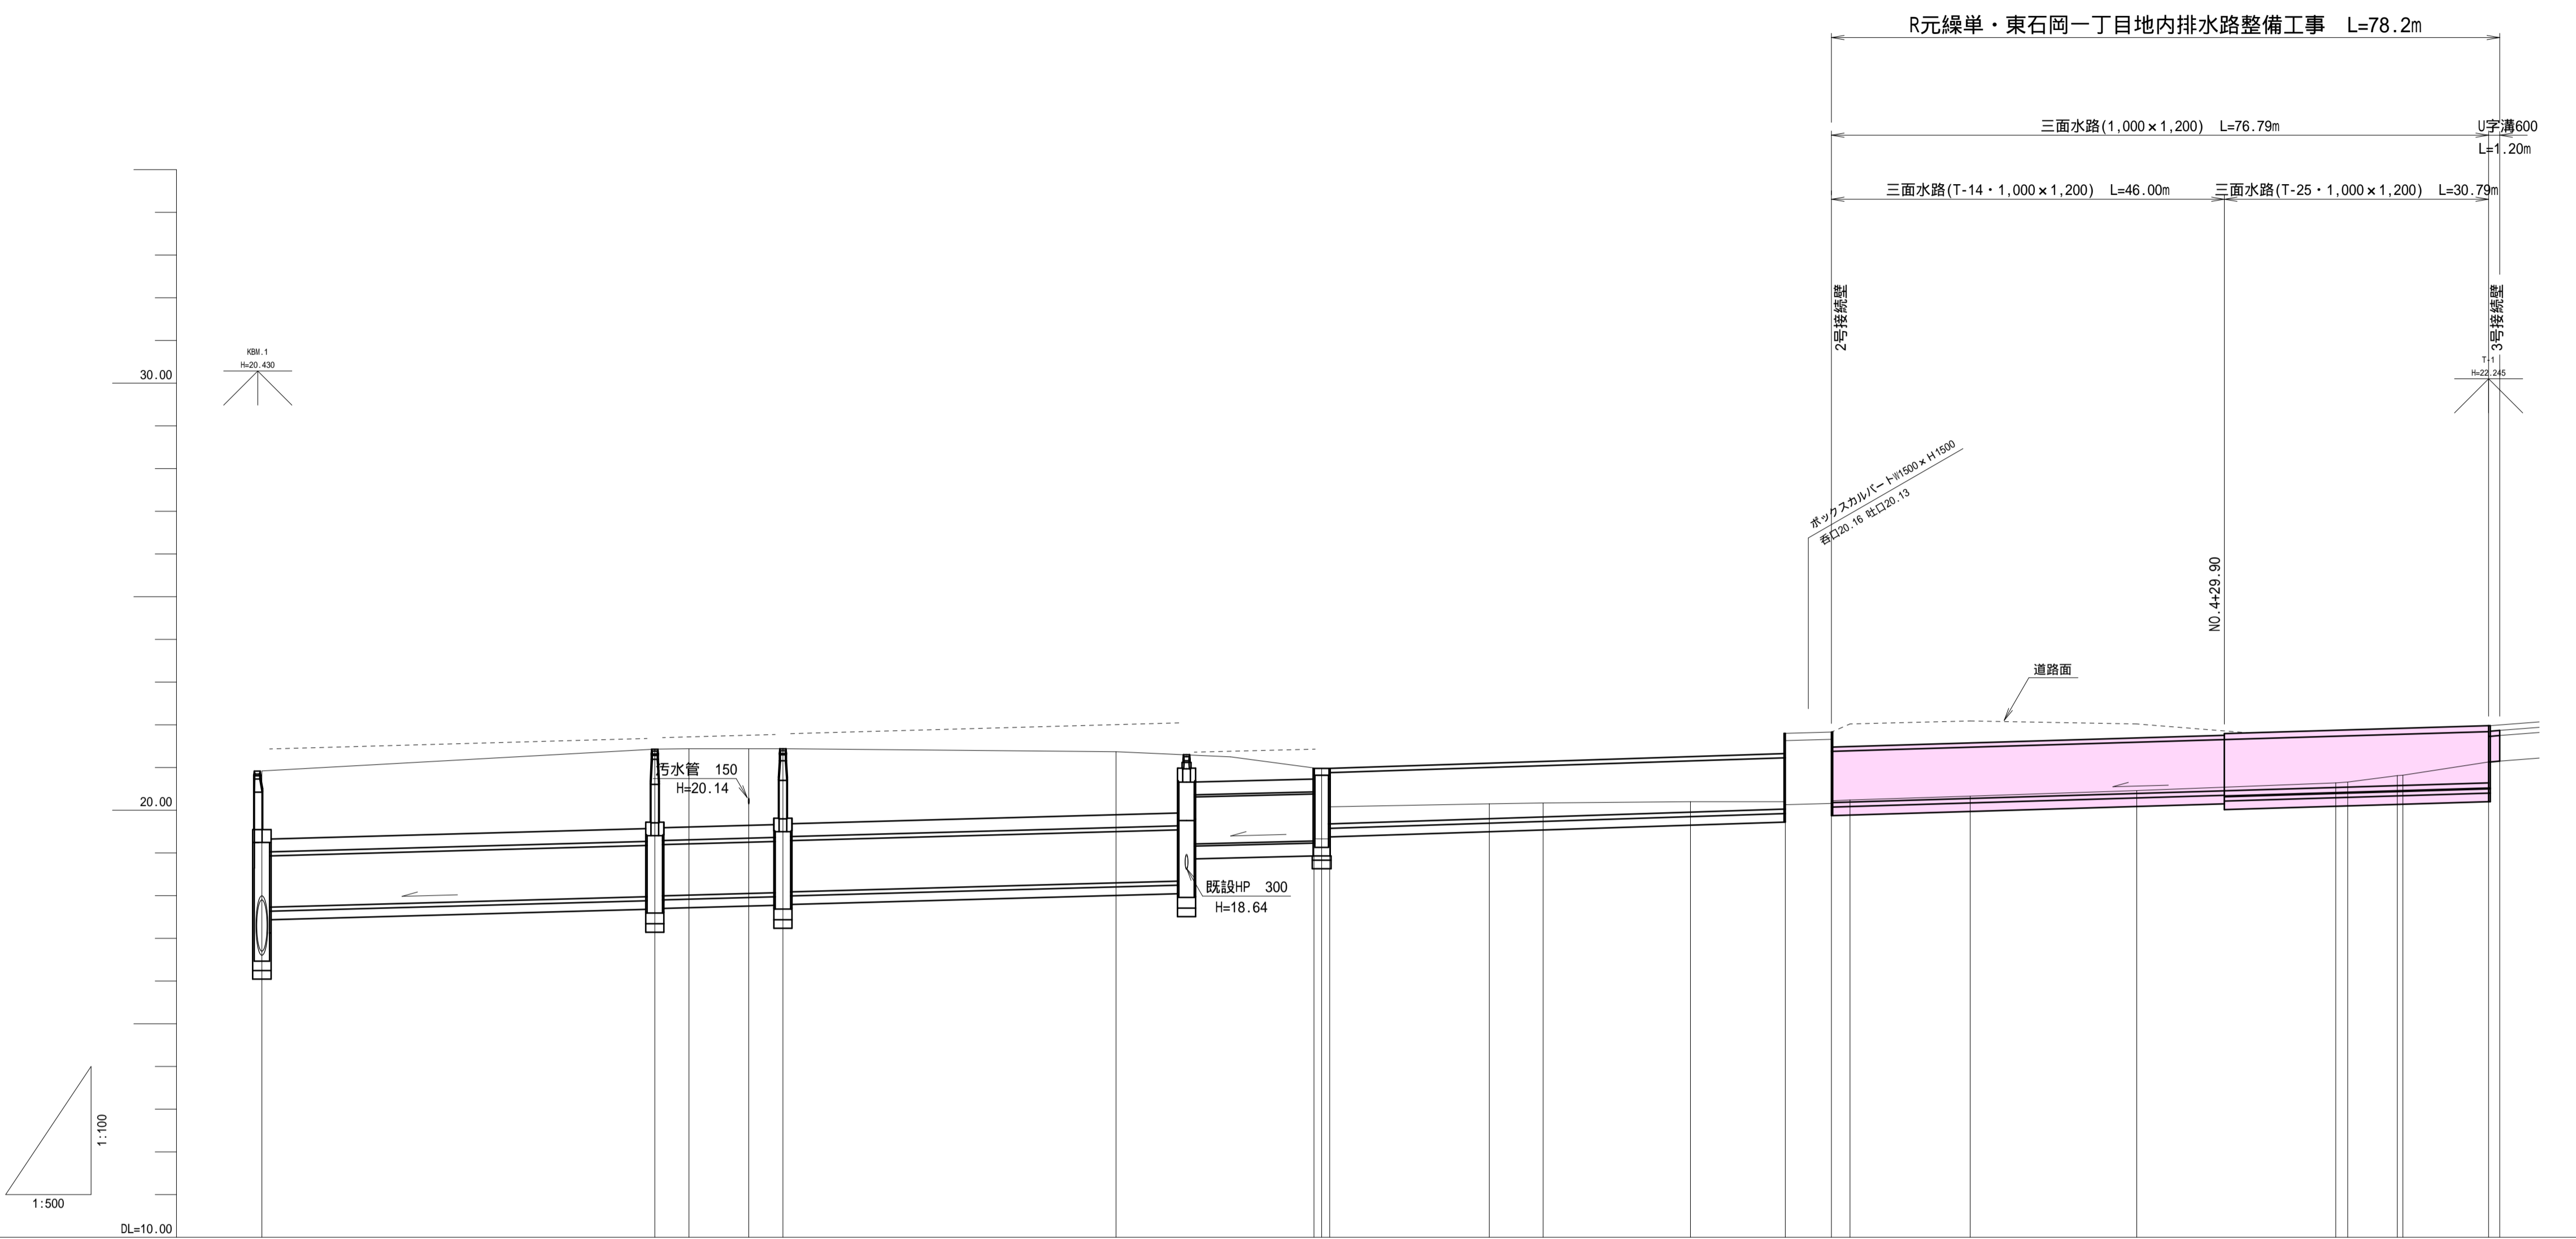 R元繰単・東石岡一丁目地内排水路整備工事 L=78.2m
三面水路(1,000×1,200) L=76.79m
U字溝600
L=1.20m
三面水路(T-14・1,000×1,200) L=46.00m
三面水路(T-25・1,000×1,200) L=30.79m
2号接続壁
3号接続壁
KBM.1
H=20.430
T-1
H=22.245
30.00
ボックスカルバートW1500×H1500
呑口20.16 吐口20.13
NO.4+29.90
道路面
汚水管 150
H=20.14
20.00
既設HP 300
H=18.64
1:100
1:500
DL=10.00